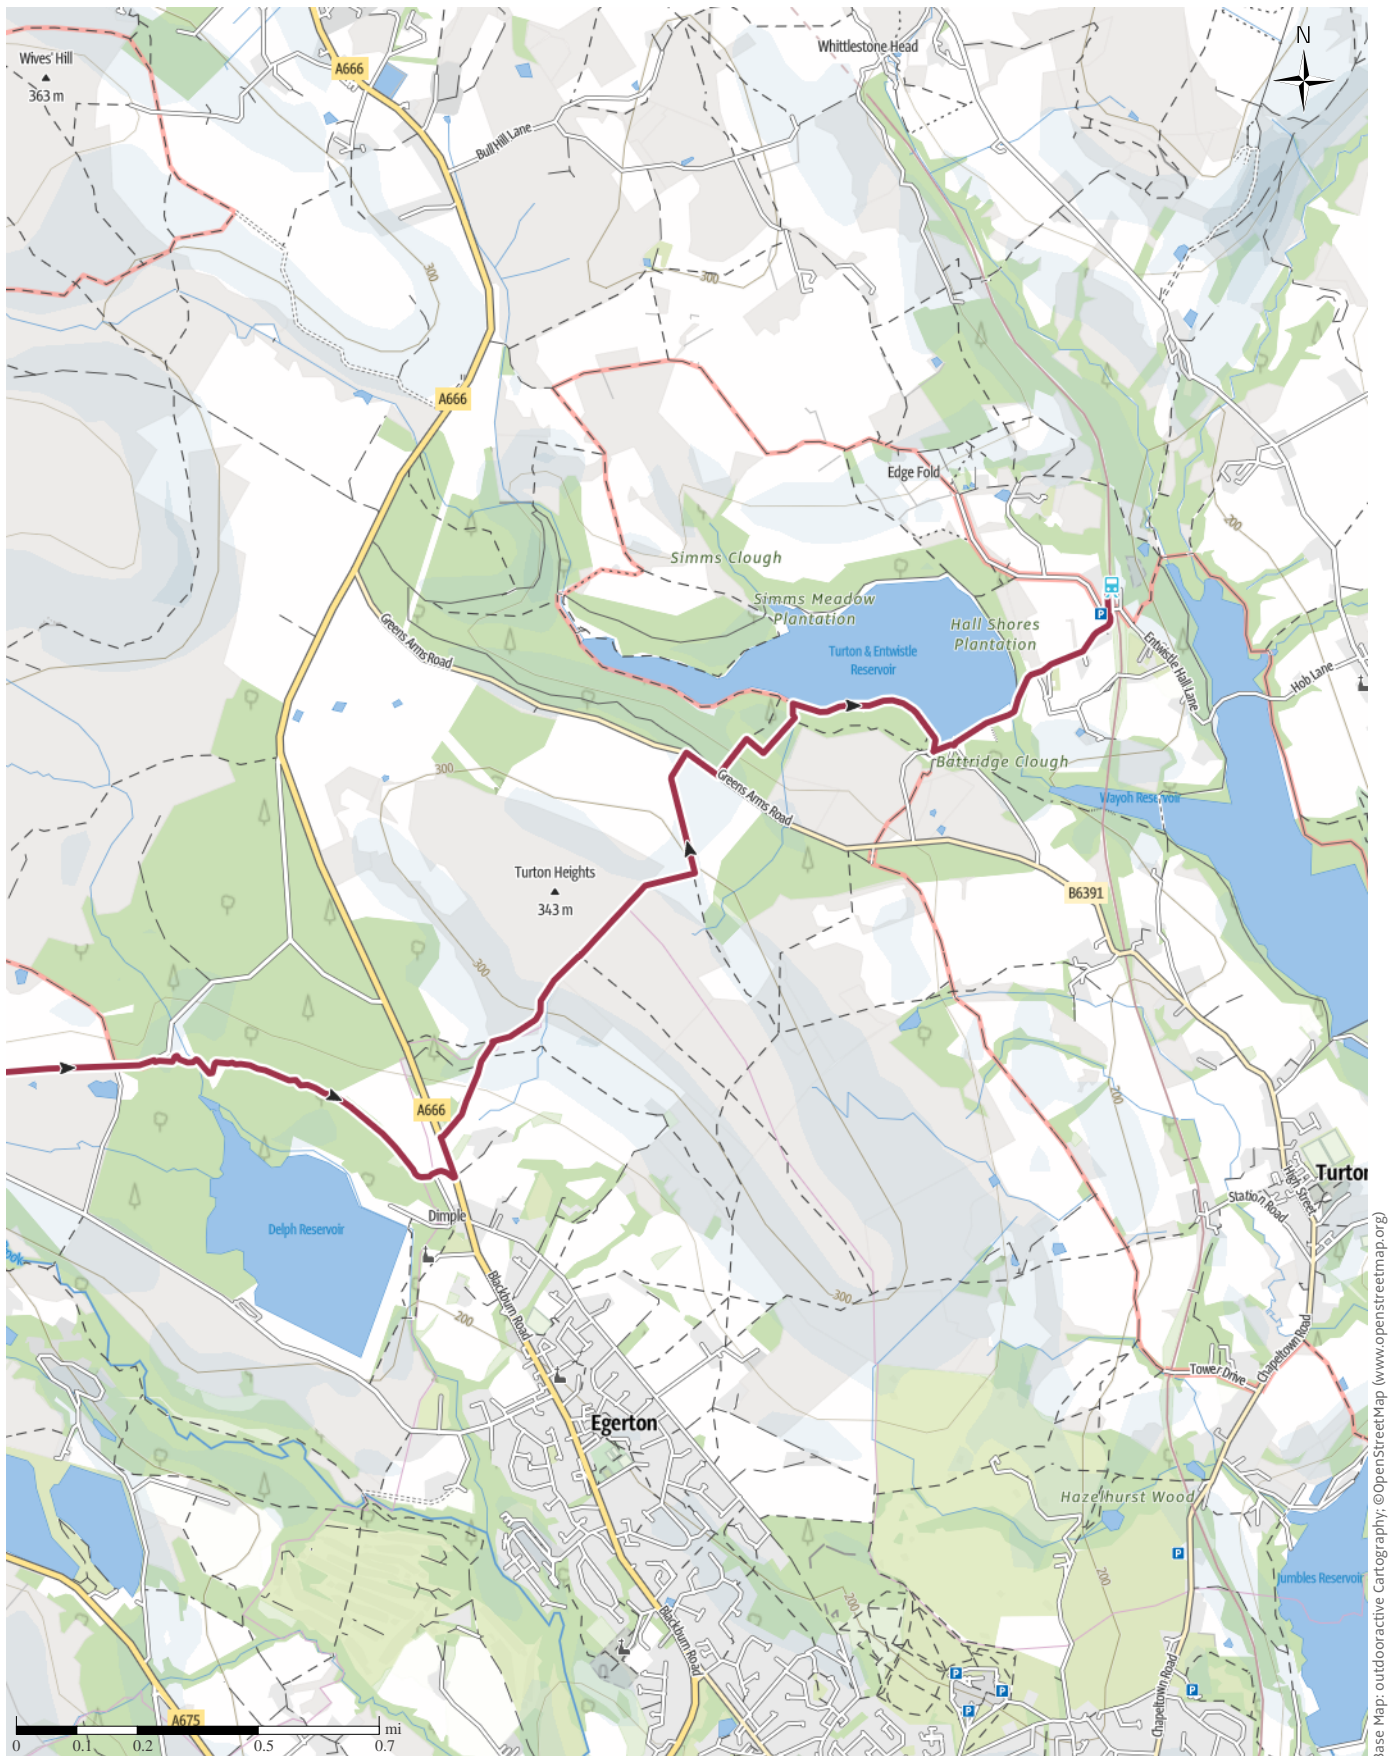 Whittlestone Head
N
Wives' Hill
363 m
A666
Bull Hill Lane
300
300
1
A666
Edge Fold
200
Simms Clough
Simms Meadow
Plantation
Hall Shores
Plantation
P
Greens Arms Road
Turton & Entwistle
Reservoir
Entwistle Hall Lane
Hob Lane
300
Greens Arms Road
Battridge Clough
Wayoh Reservoir
Turton Heights
343 m
B6391
300
A666
200
Turton
High Street
Station Road
Dimple
Delph Reservoir
Blackburn Road
300
200
Chapeltown Road
Tower Drive
Egerton
Hazelhurst Wood
P
Jumbles Reservoir
200
200
Blackburn Road
P
P
P
P
Chapeltown Road
A675
mi
0 0.1 0.2 0.5 0.7
ase Map: outdooractive Cartography; ©OpenStreetMap (www.openstreetmap.org)